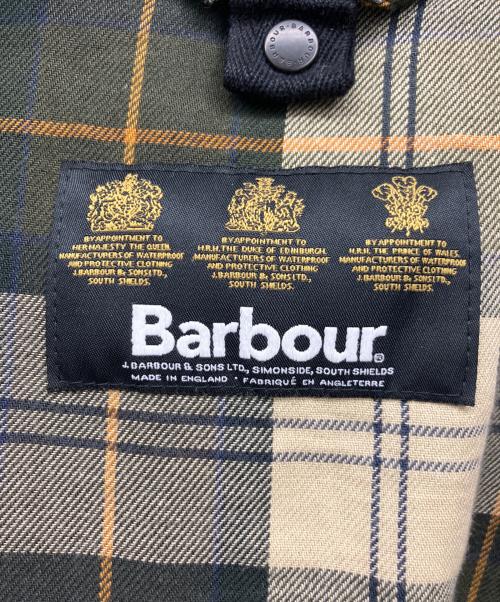 BARBOUR · BARBOUR · BARBOUR
BY APPOINTMENT TO
HER MAJESTY THE QUEEN.
MANUFACTURERS OF WATERPROOF
AND PROTECTIVE CLOTHING
J.BARBOUR & SONS LTD.,
SOUTH SHIELDS.
BY APPOINTMENT TO
H.R.H. THE DUKE OF EDINBURGH.
MANUFACTURERS OF WATERPROOF
AND PROTECTIVE CLOTHING
J.BARBOUR & SONS LTD.,
SOUTH SHIELDS.
BY APPOINTMENT TO
H.R.H. THE PRINCE OF WALES.
MANUFACTURERS OF WATERPROOF
AND PROTECTIVE CLOTHING
J.BARBOUR & SONS LTD.,
SOUTH SHIELDS.
Barbour®
J.BARBOUR & SONS LTD., SIMONSIDE, SOUTH SHIELDS
MADE IN ENGLAND · FABRIQUÉ EN ANGLETERRE